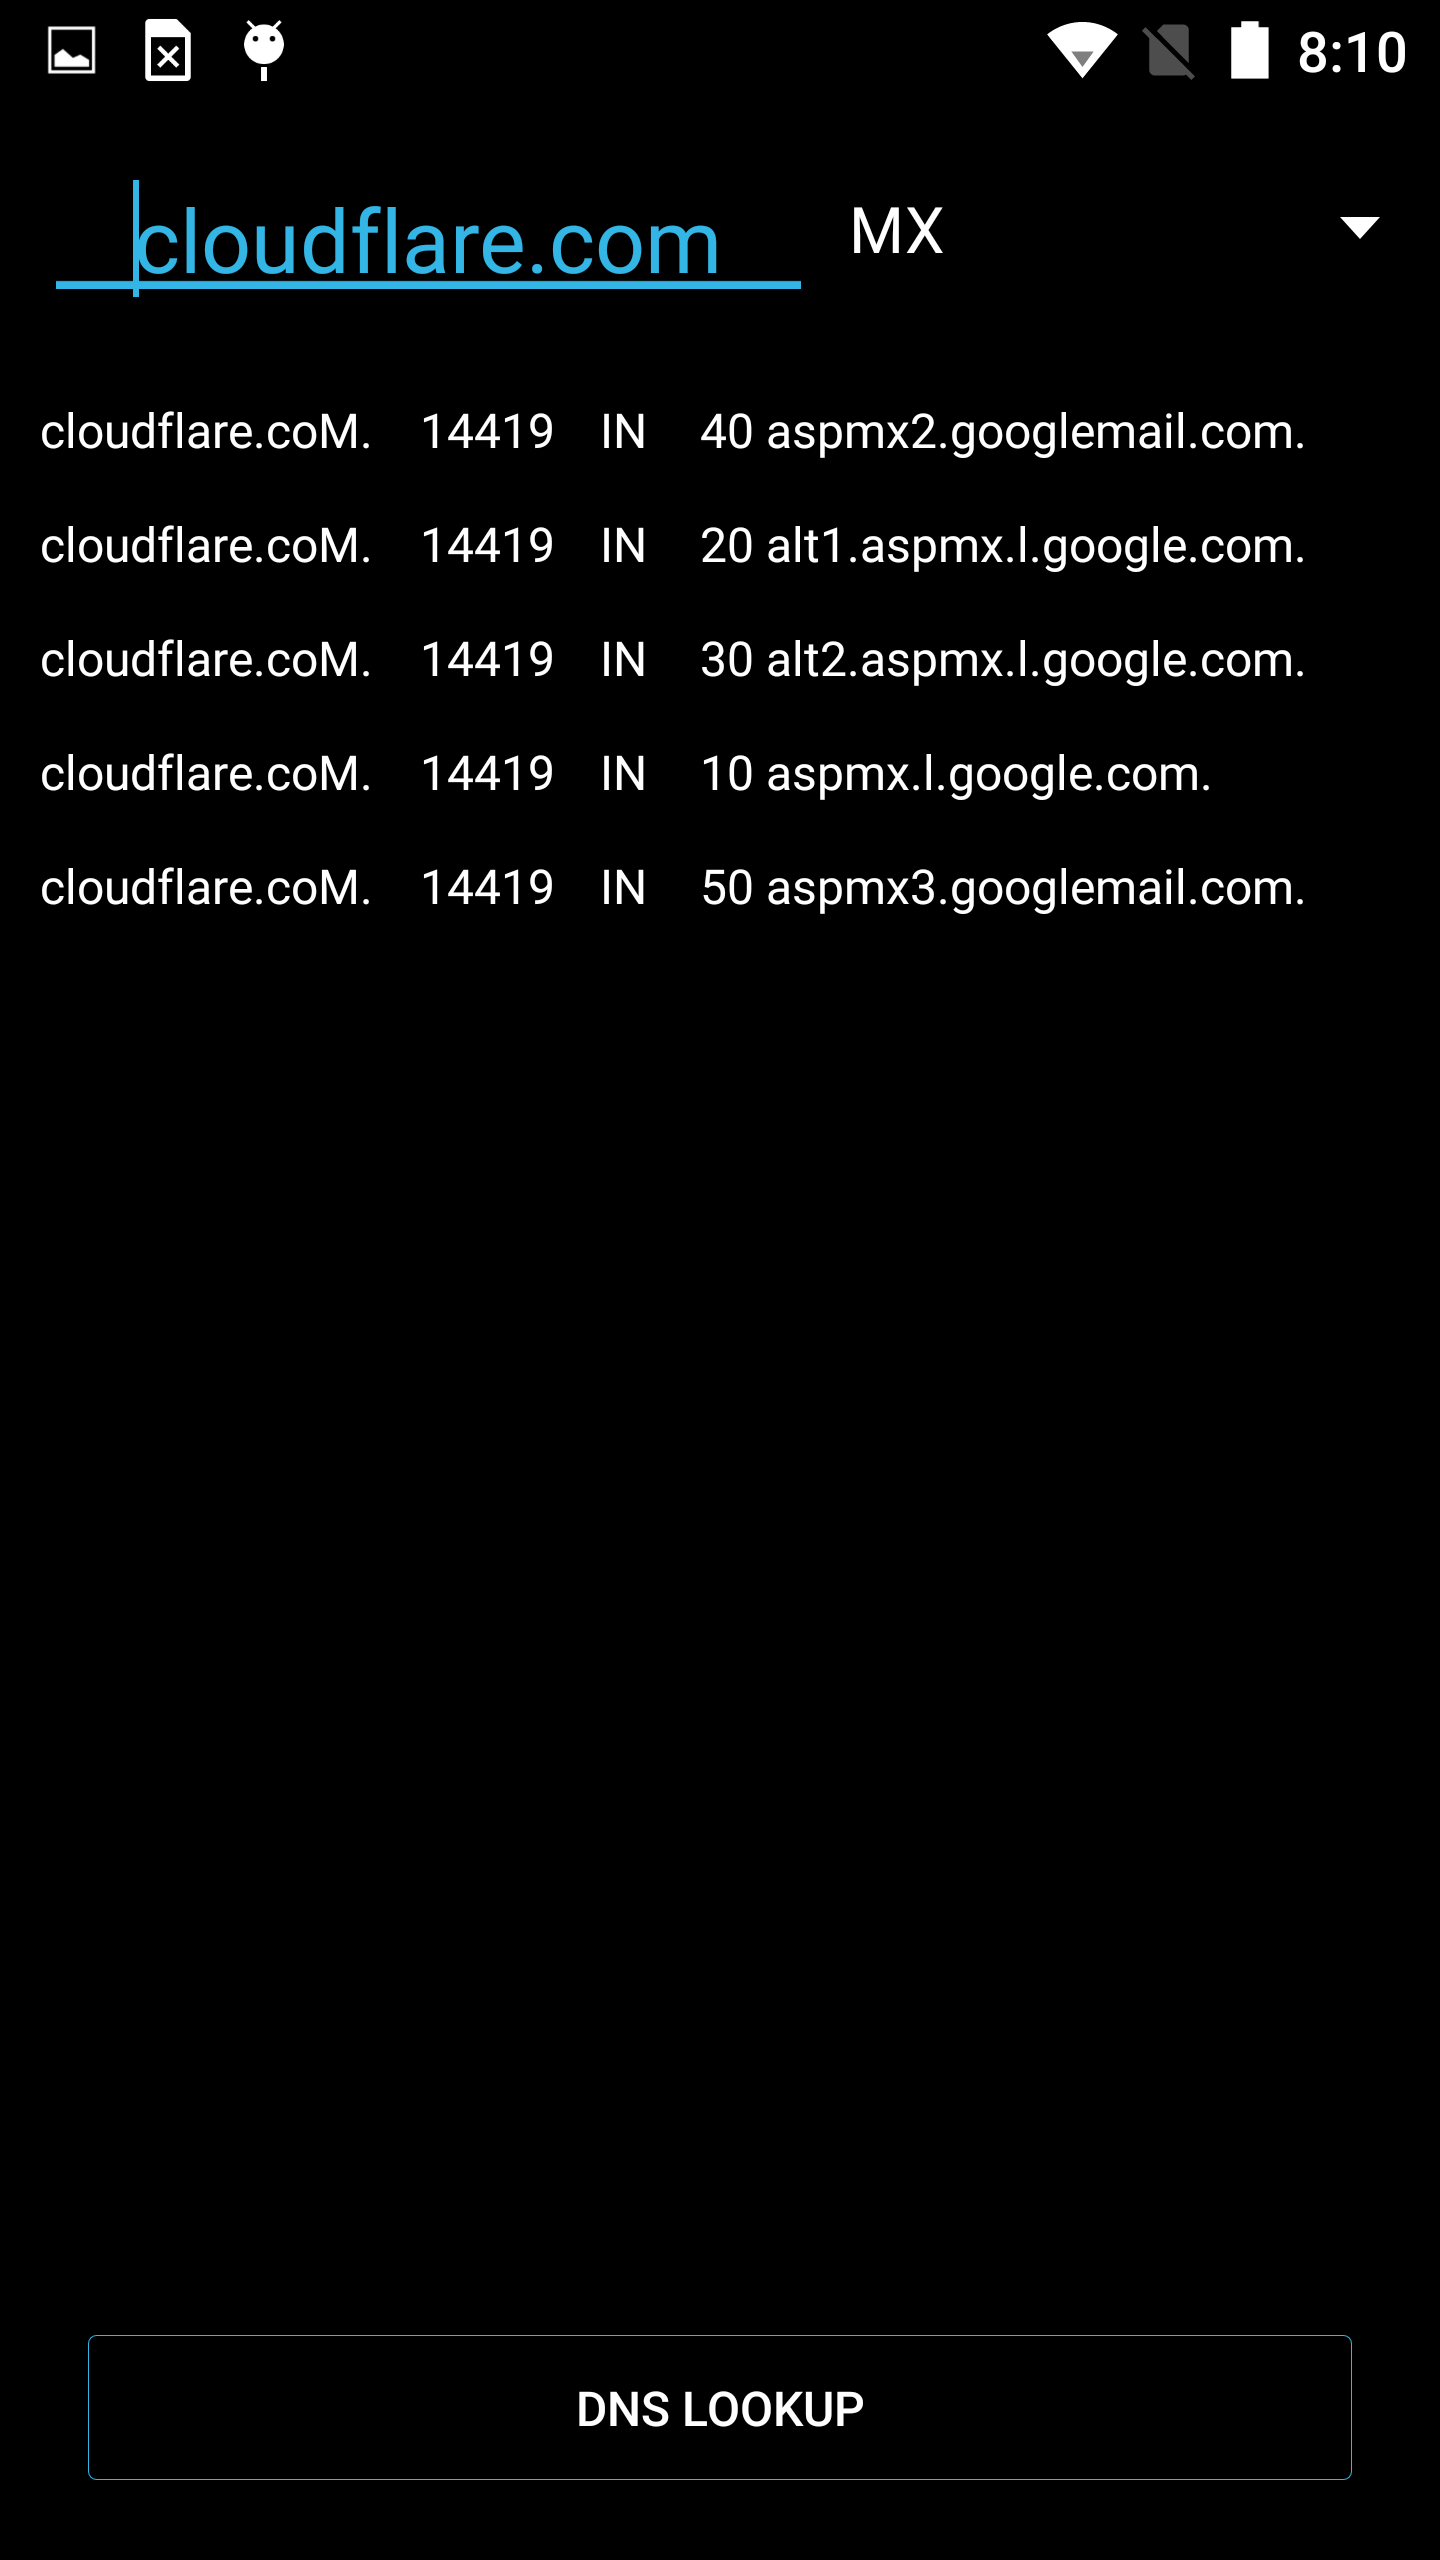 8:10
cloudflare.com MX
cloudflare.coM. 14419 IN 40 aspmx2.googlemail.com.
cloudflare.coM. 14419 IN 20 alt1.aspmx.l.google.com.
cloudflare.coM. 14419 IN 30 alt2.aspmx.l.google.com.
cloudflare.coM. 14419 IN 10 aspmx.l.google.com.
cloudflare.coM. 14419 IN 50 aspmx3.googlemail.com.
DNS LOOKUP